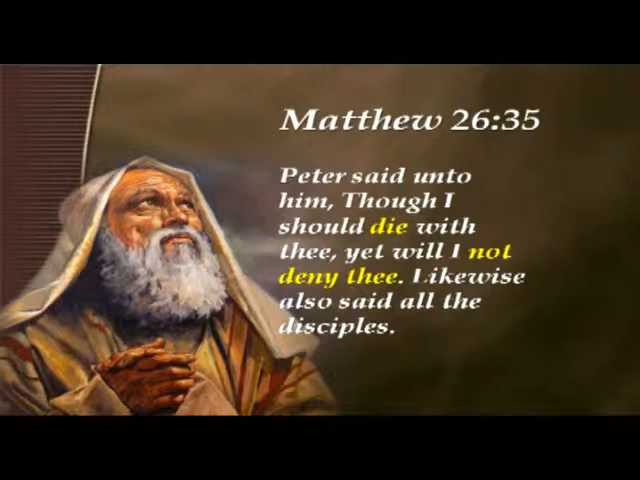 Matthew 26:35
Peter said unto
him, Though I
should die with
thee, yet will I not
deny thee. Likewise
also said all the
disciples.